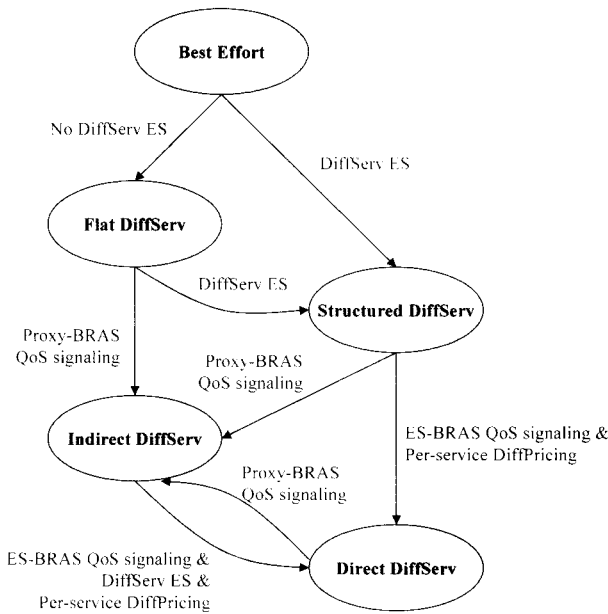 Best Effort
No DiffServ ES
DiffServ ES
Flat DiffServ
DiffServ ES
Structured DiffServ
Proxy-BRAS
QoS signaling
Proxy-BRAS
QoS signaling
Indirect DiffServ
ES-BRAS QoS signaling &
Per-service DiffPricing
Proxy-BRAS
QoS signaling
ES-BRAS QoS signaling &
DiffServ ES &
Per-service DiffPricing
Direct DiffServ